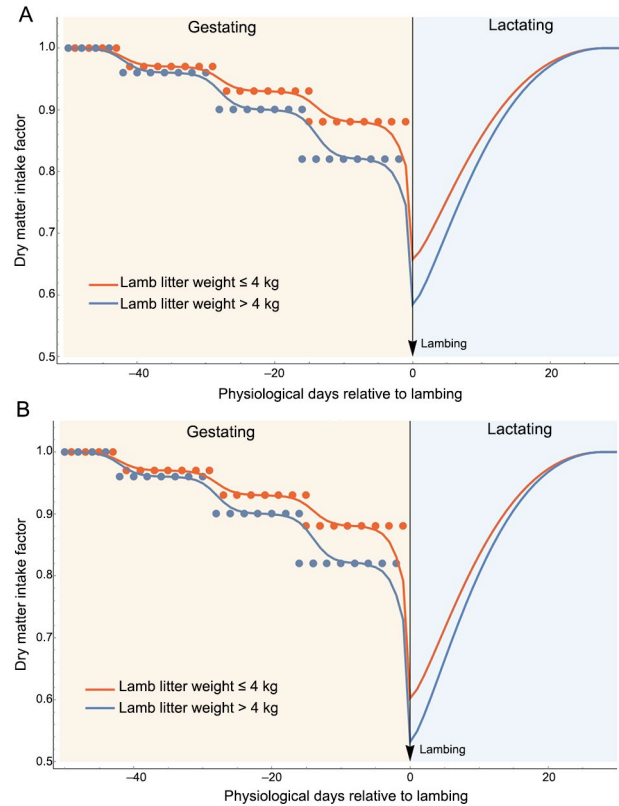 A
Gestating
Lactating
1.0
0.9
0.8
0.7
0.6
0.5
Dry matter intake factor
Lamb litter weight ≤ 4 kg
Lamb litter weight > 4 kg
Lambing
−40
−20
0
20
Physiological days relative to lambing
B
Gestating
Lactating
1.0
0.9
0.8
0.7
0.6
0.5
Dry matter intake factor
Lamb litter weight ≤ 4 kg
Lamb litter weight > 4 kg
Lambing
−40
−20
0
20
Physiological days relative to lambing